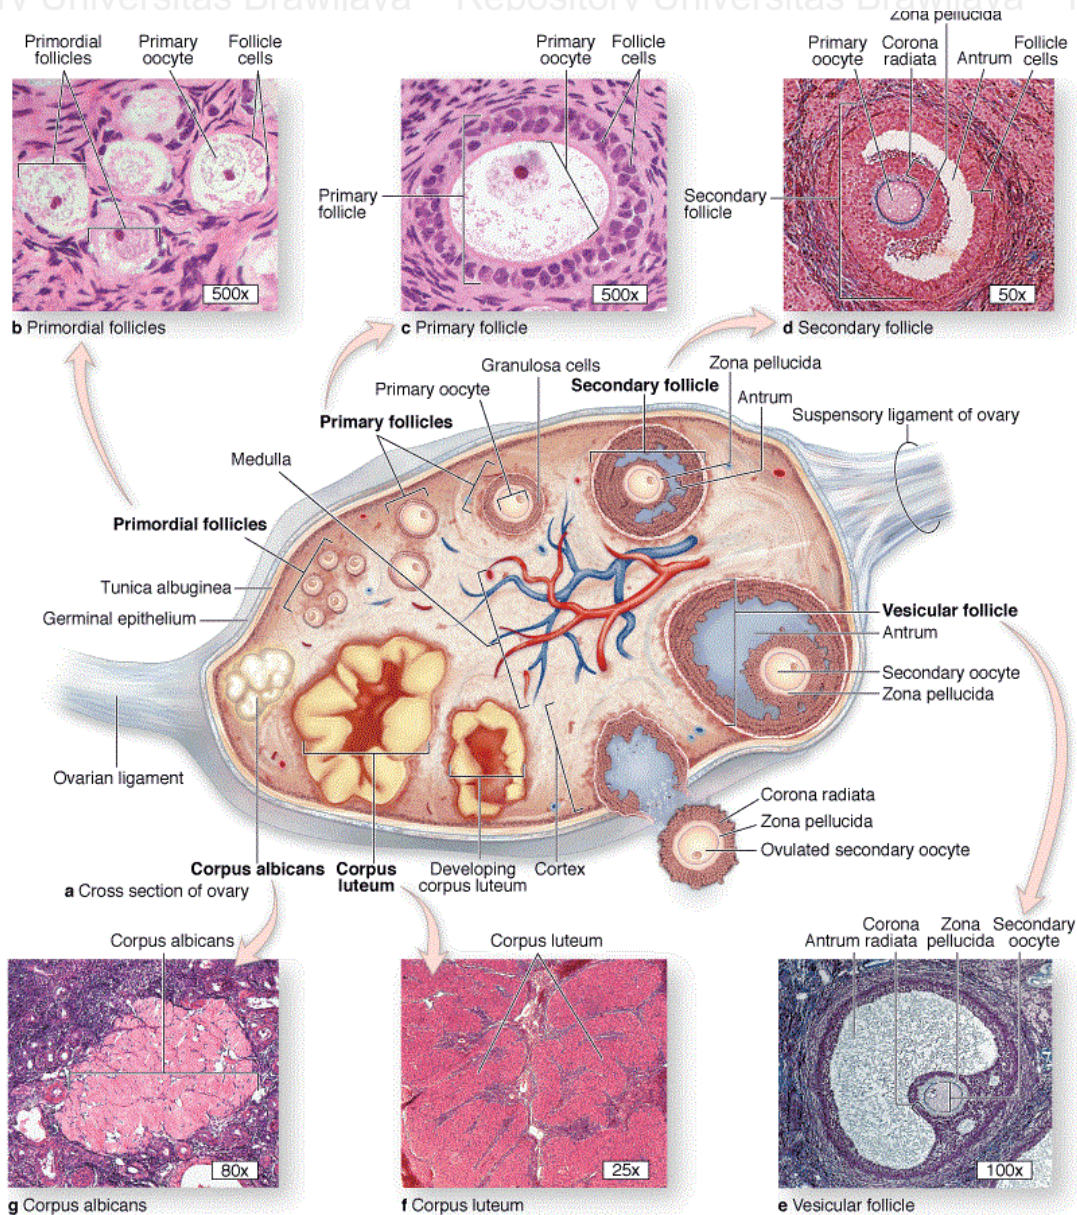 Repository Universitas Brawijaya
Primordial
follicles
Primary
oocyte
Follicle
cells
500x
b Primordial follicles
Primary
oocyte
Follicle
cells
Primary
follicle
500x
c Primary follicle
Zona pellucida
Primary
oocyte
Corona
radiata
Antrum
Follicle
cells
Secondary
follicle
50x
d Secondary follicle
Granulosa cells
Primary oocyte
Primary follicles
Medulla
Primordial follicles
Tunica albuginea
Germinal epithelium
Ovarian ligament
Secondary follicle
Zona pellucida
Antrum
Suspensory ligament of ovary
Vesicular follicle
Antrum
Secondary oocyte
Zona pellucida
Corona radiata
Zona pellucida
Ovulated secondary oocyte
Corpus albicans
Corpus
luteum
Developing
corpus luteum
Cortex
a Cross section of ovary
Corpus albicans
80x
g Corpus albicans
Corpus luteum
25x
f Corpus luteum
Antrum
Corona
radiata
Zona
pellucida
Secondary
oocyte
100x
e Vesicular follicle